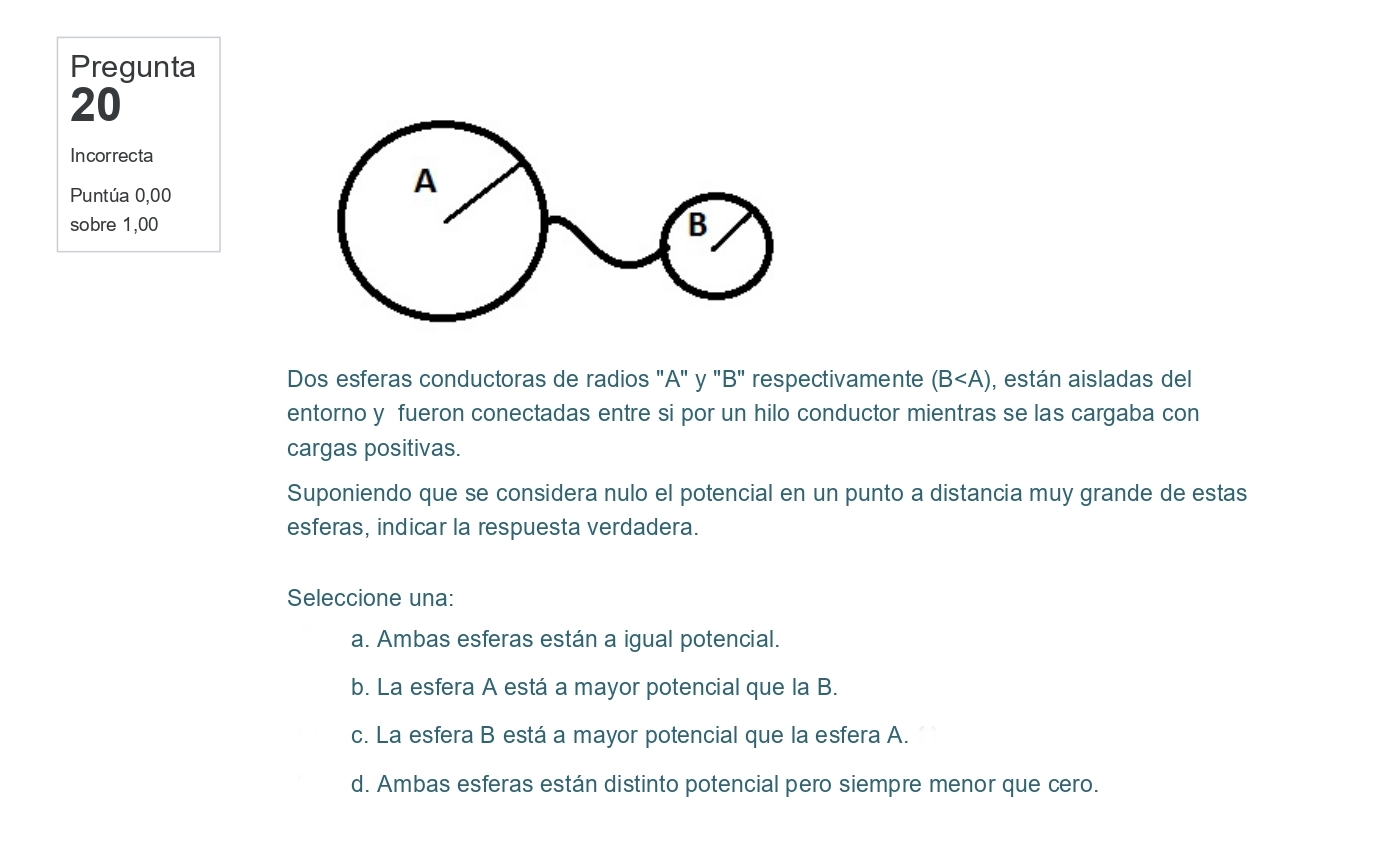 Pregunta
20
Incorrecta
Puntúa 0,00
sobre 1,00
A
B
Dos esferas conductoras de radios "A" y "B" respectivamente (B<A), están aisladas del
entorno y  fueron conectadas entre si por un hilo conductor mientras se las cargaba con
cargas positivas.
Suponiendo que se considera nulo el potencial en un punto a distancia muy grande de estas
esferas, indicar la respuesta verdadera.
Seleccione una:
a. Ambas esferas están a igual potencial.
b. La esfera A está a mayor potencial que la B.
c. La esfera B está a mayor potencial que la esfera A.
d. Ambas esferas están distinto potencial pero siempre menor que cero.